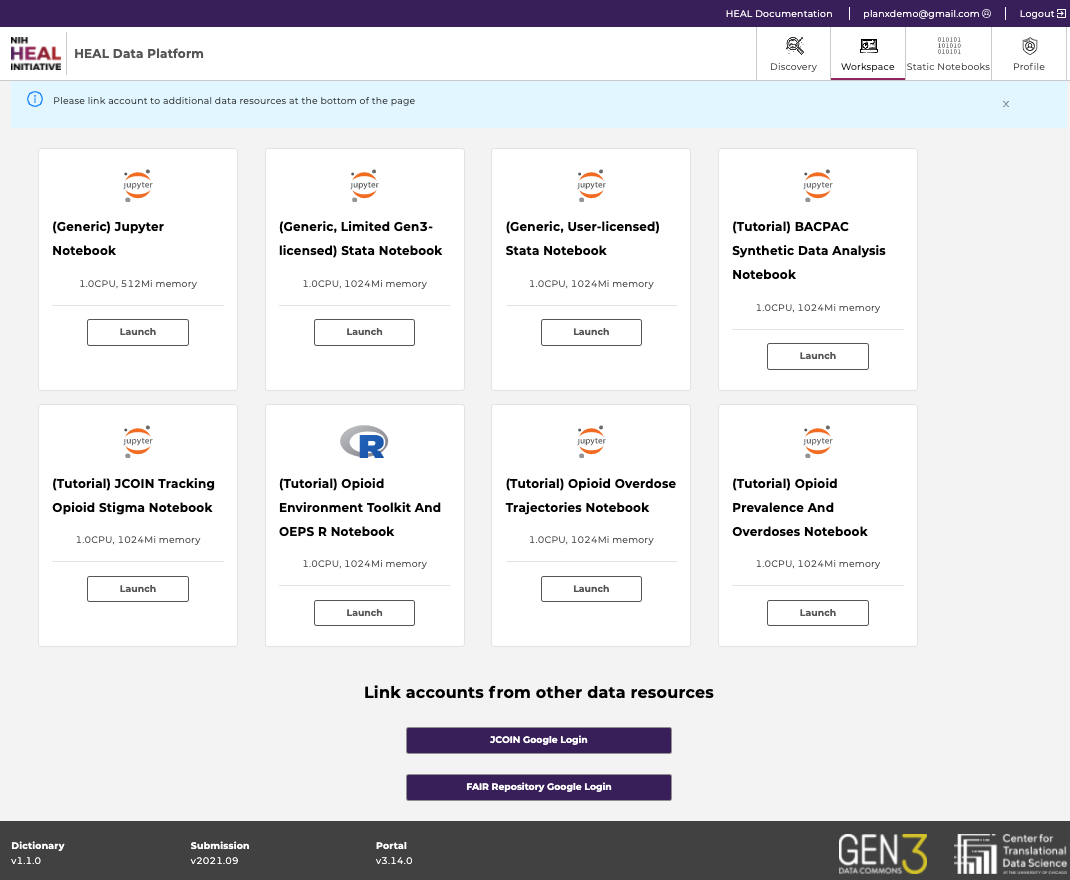 HEAL Documentation
planxdemo@gmail.com
Logout
NIH
HEAL
INITIATIVE
HEAL Data Platform
Discovery
Workspace
010101
101010
010101
Static Notebooks
Profile
Please link account to additional data resources at the bottom of the page
x
jupyter
(Generic) Jupyter
Notebook
1.0CPU, 512Mi memory
Launch
jupyter
(Generic, Limited Gen3-
licensed) Stata Notebook
1.0CPU, 1024Mi memory
Launch
jupyter
(Generic, User-licensed)
Stata Notebook
1.0CPU, 1024Mi memory
Launch
jupyter
(Tutorial) BACPAC
Synthetic Data Analysis
Notebook
1.0CPU, 1024Mi memory
Launch
jupyter
(Tutorial) JCOIN Tracking
Opioid Stigma Notebook
1.0CPU, 1024Mi memory
Launch
R
(Tutorial) Opioid
Environment Toolkit And
OEPS R Notebook
1.0CPU, 1024Mi memory
Launch
jupyter
(Tutorial) Opioid Overdose
Trajectories Notebook
1.0CPU, 1024Mi memory
Launch
jupyter
(Tutorial) Opioid
Prevalence And
Overdoses Notebook
1.0CPU, 1024Mi memory
Launch
Link accounts from other data resources
JCOIN Google Login
FAIR Repository Google Login
Dictionary
v1.1.0
Submission
v2021.09
Portal
v3.14.0
GEN3
DATA COMMONS
Center for
Translational
Data Science
AT THE UNIVERSITY OF CHICAGO